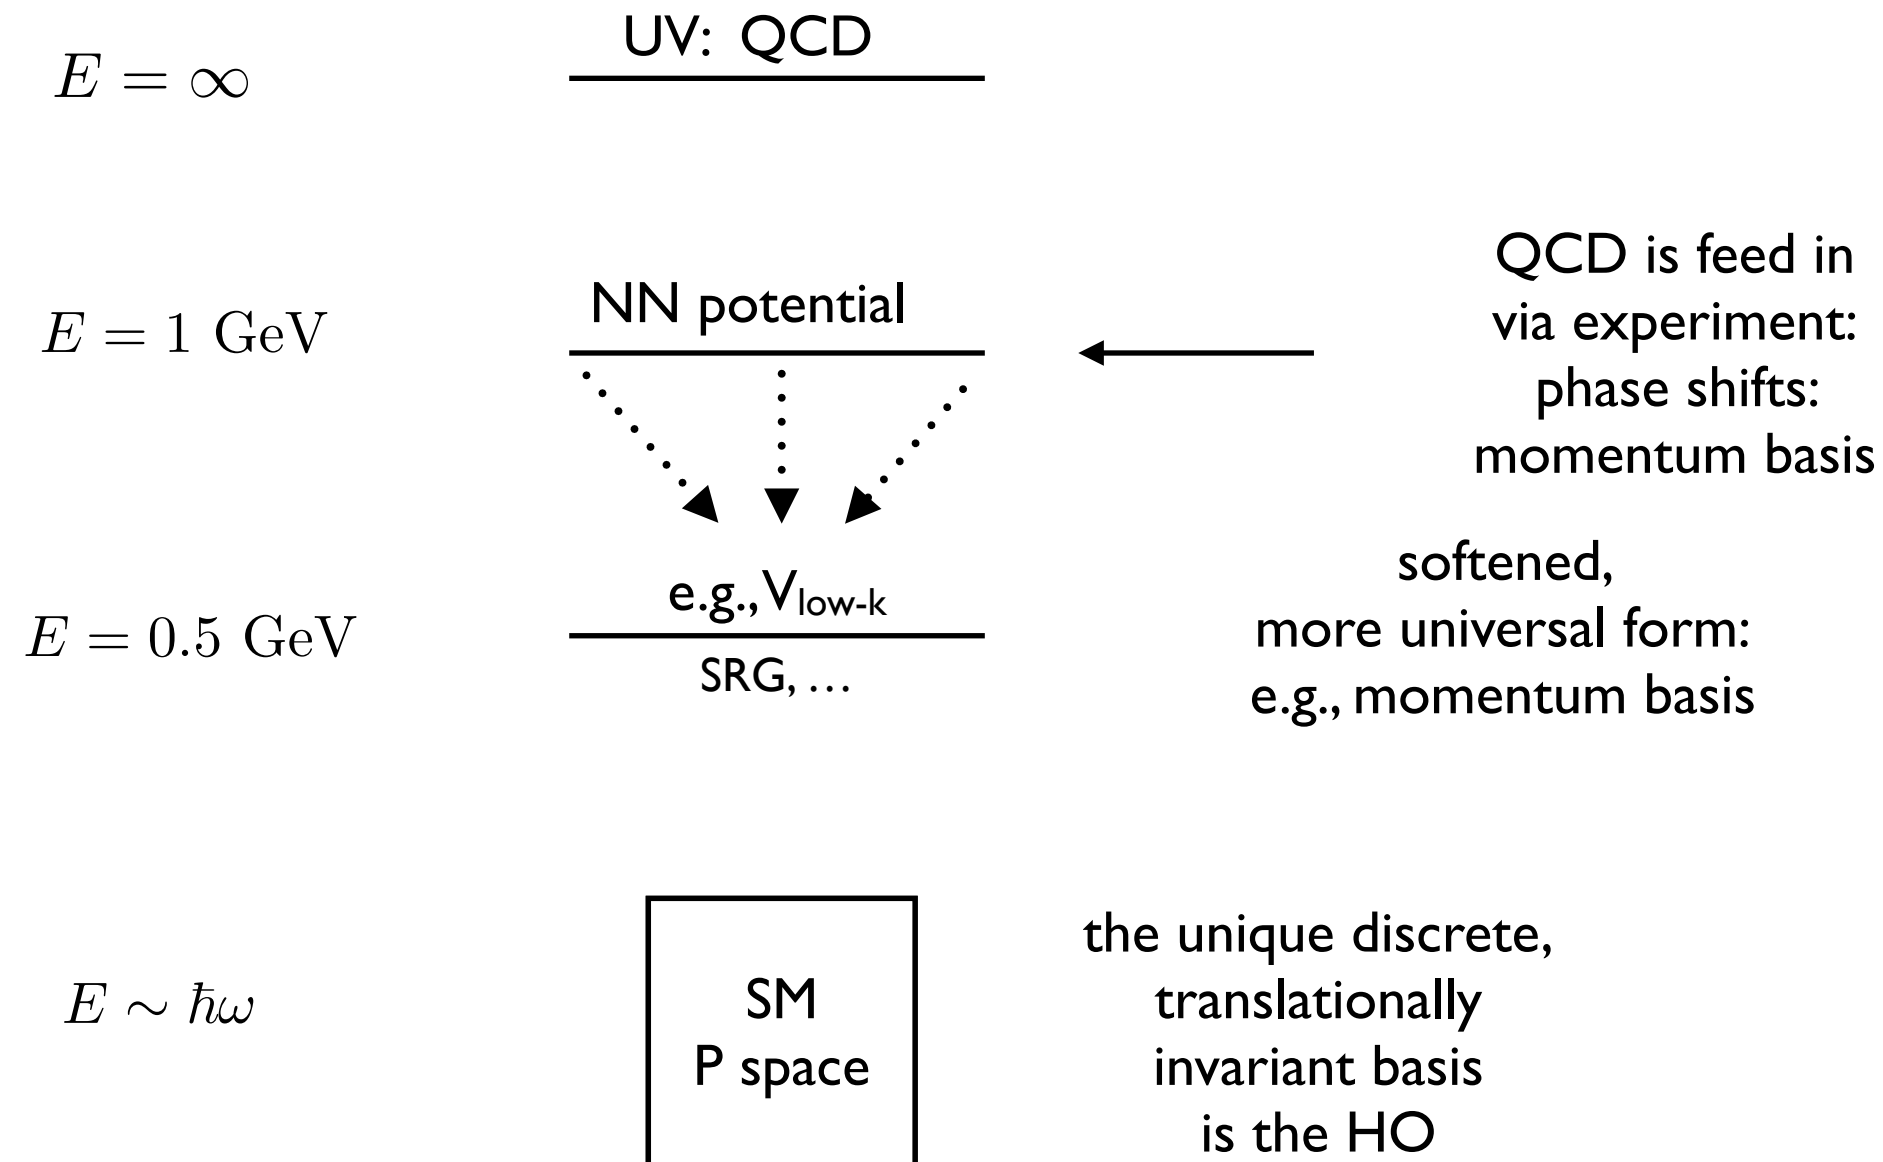 UV: QCD
E = ∞
NN potential
E = 1 GeV
QCD is feed in
via experiment:
phase shifts:
momentum basis
e.g., V_low-k
E = 0.5 GeV
SRG, …
softened,
more universal form:
e.g., momentum basis
E ∼ ℏω
SM
P space
the unique discrete,
translationally
invariant basis
is the HO